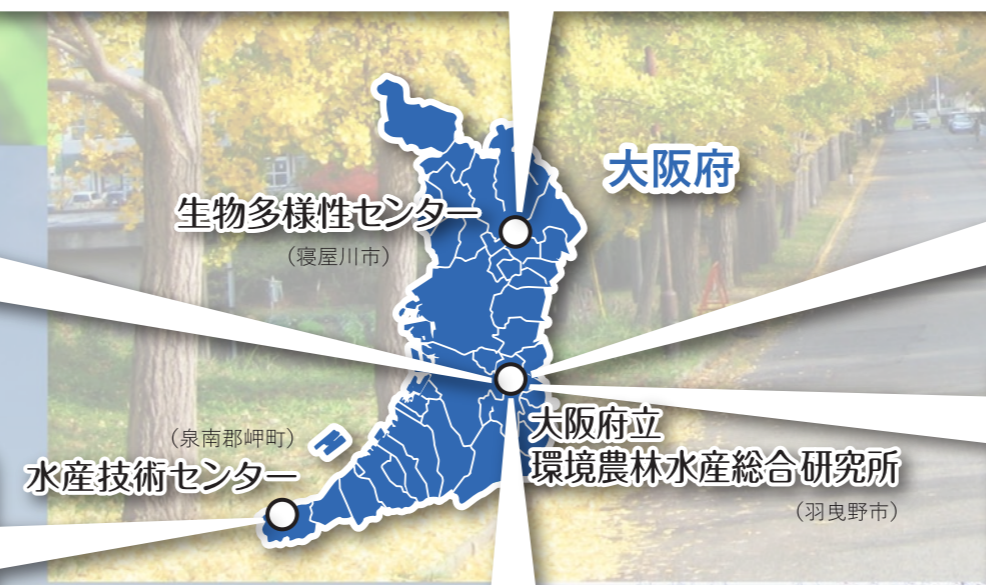 大阪府
生物多様性センター
（寝屋川市）
（泉南郡岬町）
水産技術センター
大阪府立
環境農林水産総合研究所
（羽曳野市）